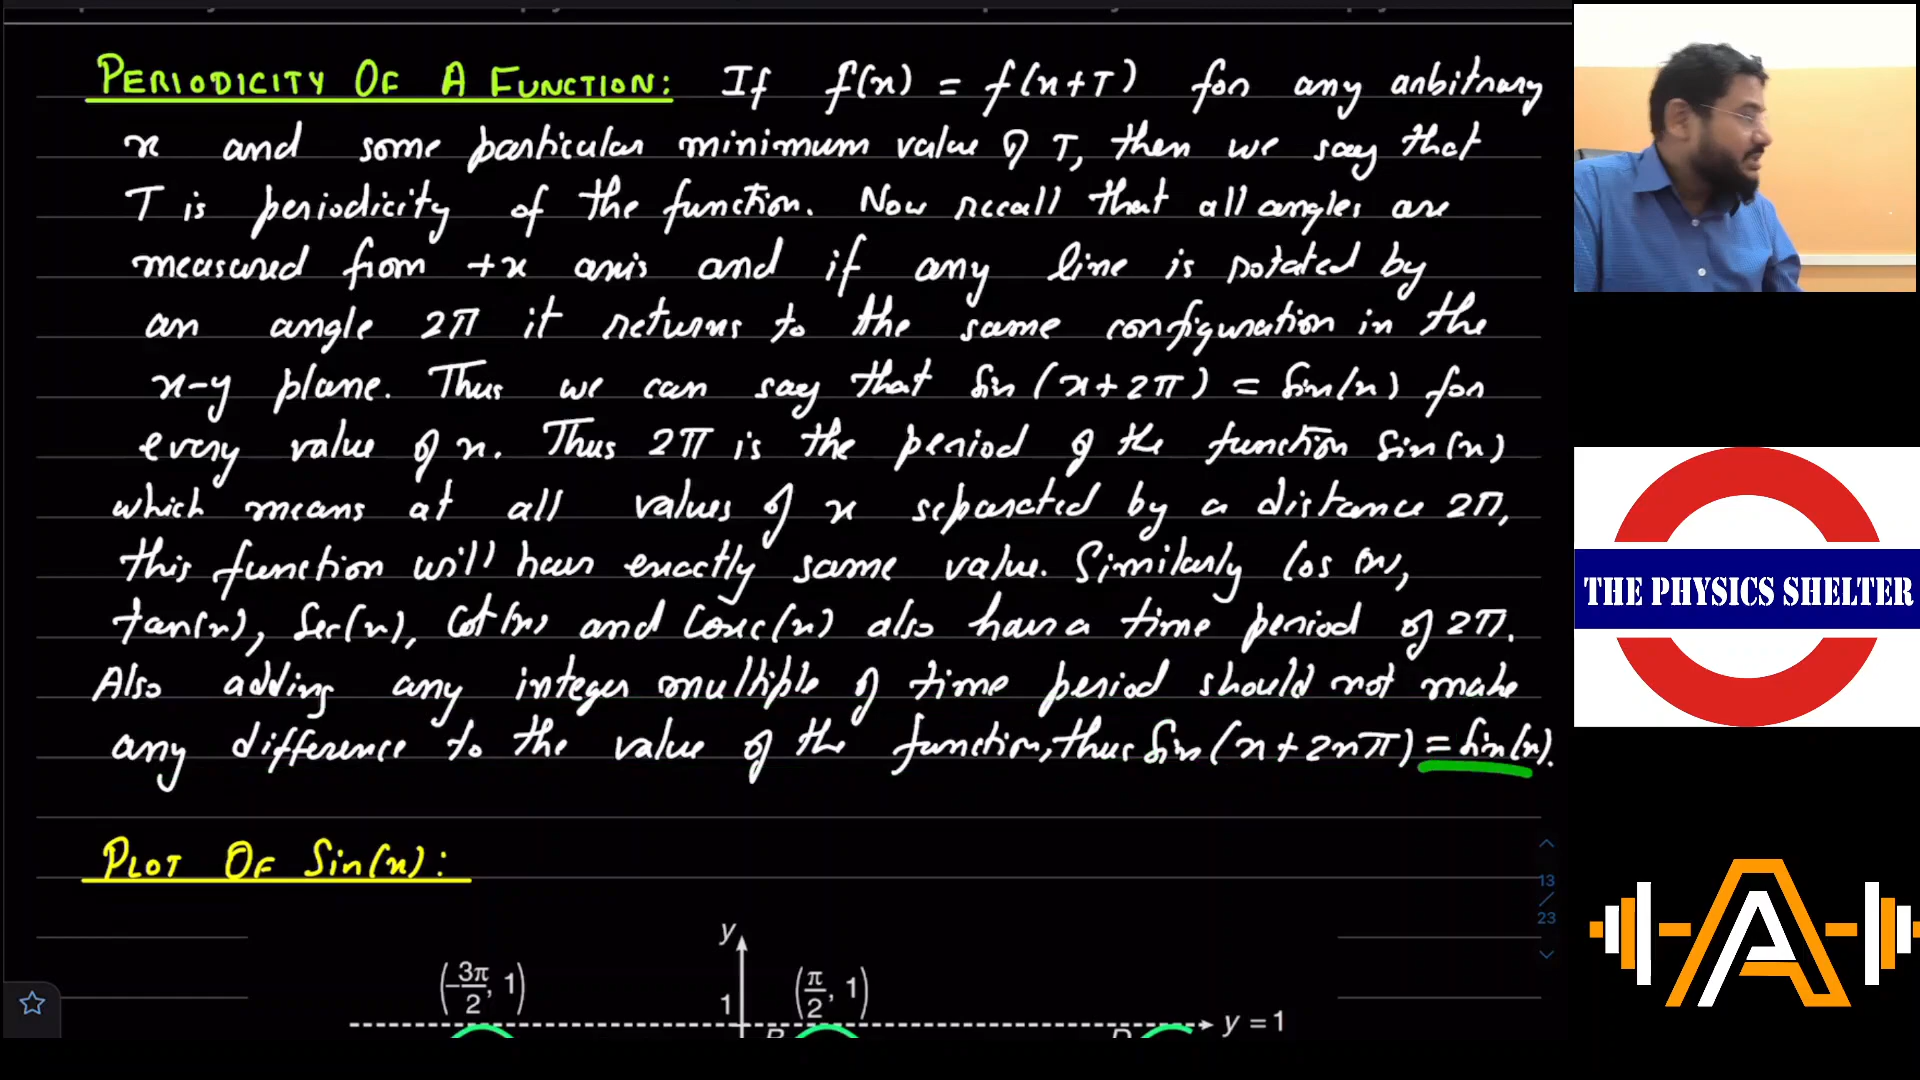 PERIODICITY OF A FUNCTION: If f(x) = f(x+T) for any arbitrary
x and some particular minimum value of T, then we say that
T is periodicity of the function. Now recall that all angles are
measured from +x axis and if any line is rotated by
an angle 2π it returns to the same configuration in the
x-y plane. Thus we can say that Sin (x+2π) = Sin(x) for
every value of x. Thus 2π is the period of the function Sin(x)
which means at all values of x separated by a distance 2π,
this function will have exactly same value. Similarly Cos (x),
tan(x), Sec(x), Cot(x) and Cosec(x) also have a time period of 2π.
Also adding any integer multiple of time period should not make
any difference to the value of the function, thus Sin(x+2nπ) = Sin(x).
PLOT OF Sin(x):
y
(-3π/2, 1)
1
(π/2, 1)
y = 1
13
/
23
THE PHYSICS SHELTER